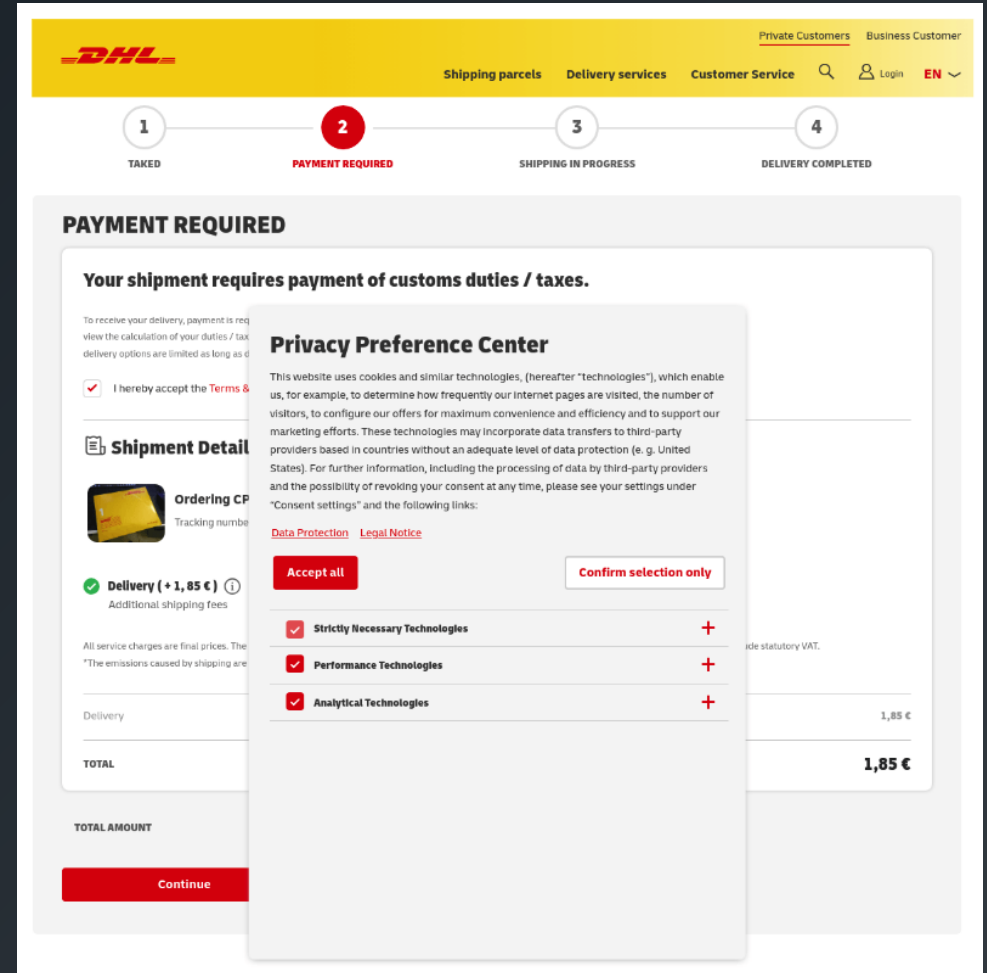 Private Customers Business Customer
DHL
Shipping parcels Delivery services Customer Service Login EN
1 2 3 4
TAKED PAYMENT REQUIRED SHIPPING IN PROGRESS DELIVERY COMPLETED
PAYMENT REQUIRED
Your shipment requires payment of customs duties / taxes.
To receive your delivery, payment is
view the calculation of your duties /
delivery options are limited as long as
I hereby accept the Terms &
Shipment
Ordering
Tracking
Delivery ( + 1, 85 € )
Additional shipping fees
All service charges are final prices. The
statutory VAT.
*The emissions caused by shipping are
Delivery 1,85 €
TOTAL 1,85 €
TOTAL AMOUNT
Continue
Privacy Preference Center
This website uses cookies and similar technologies, (hereafter "technologies"), which enable
us, for example, to determine how frequently our internet pages are visited, the number of
visitors, to configure our offers for maximum convenience and efficiency and to support our
marketing efforts. These technologies may incorporate data transfers to third-party
providers based in countries without an adequate level of data protection (e. g. United
States). For further information, including the processing of data by third-party providers
and the possibility of revoking your consent at any time, please see your settings under
"Consent settings" and the following links:
Data Protection Legal Notice
Accept all Confirm selection only
Strictly Necessary Technologies +
Performance Technologies +
Analytical Technologies +